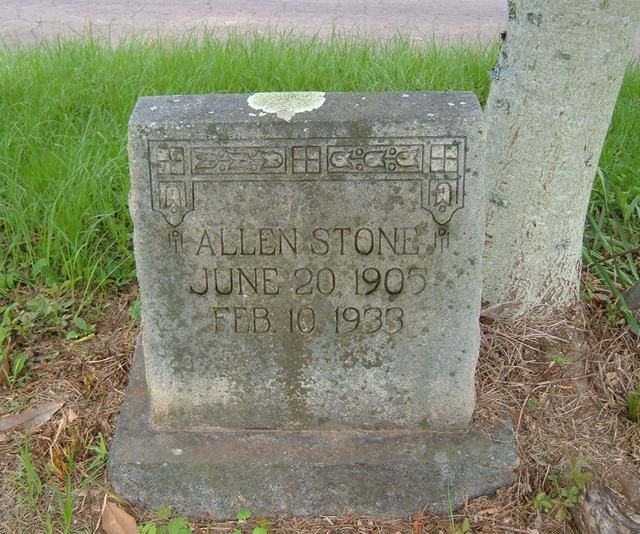 ALLEN STONE
JUNE 20, 1905
FEB. 10. 1933